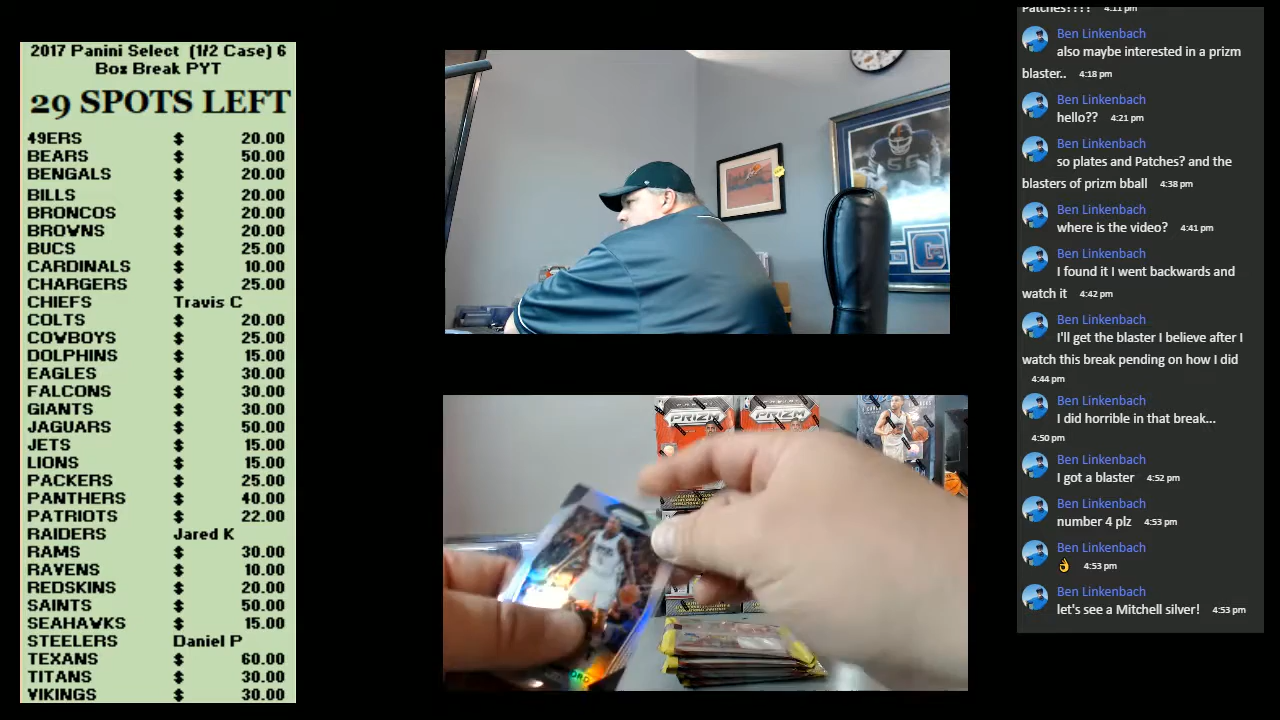 2017 Panini Select (1/2 Case) 6
Box Break PYT
29 SPOTS LEFT
49ERS $ 20.00
BEARS $ 50.00
BENGALS $ 20.00
BILLS $ 20.00
BRONCOS $ 20.00
BROWNS $ 20.00
BUCS $ 25.00
CARDINALS $ 10.00
CHARGERS $ 25.00
CHIEFS Travis C
COLTS $ 20.00
COWBOYS $ 25.00
DOLPHINS $ 15.00
EAGLES $ 30.00
FALCONS $ 30.00
GIANTS $ 30.00
JAGUARS $ 50.00
JETS $ 15.00
LIONS $ 15.00
PACKERS $ 25.00
PANTHERS $ 40.00
PATRIOTS $ 22.00
RAIDERS Jared K
RAMS $ 30.00
RAVENS $ 10.00
REDSKINS $ 20.00
SAINTS $ 50.00
SEAHAWKS $ 15.00
STEELERS Daniel P
TEXANS $ 60.00
TITANS $ 30.00
VIKINGS $ 30.00
56
PRIZM
PRIZM
Patches???? 4:11 pm
Ben Linkenbach
also maybe interested in a prizm
blaster.. 4:18 pm
Ben Linkenbach
hello?? 4:21 pm
Ben Linkenbach
so plates and Patches? and the
blasters of prizm bball 4:38 pm
Ben Linkenbach
where is the video? 4:41 pm
Ben Linkenbach
I found it I went backwards and
watch it 4:42 pm
Ben Linkenbach
I'll get the blaster I believe after I
watch this break pending on how I did
4:44 pm
Ben Linkenbach
I did horrible in that break...
4:50 pm
Ben Linkenbach
I got a blaster 4:52 pm
Ben Linkenbach
number 4 plz 4:53 pm
Ben Linkenbach
👌 4:53 pm
Ben Linkenbach
let's see a Mitchell silver! 4:53 pm